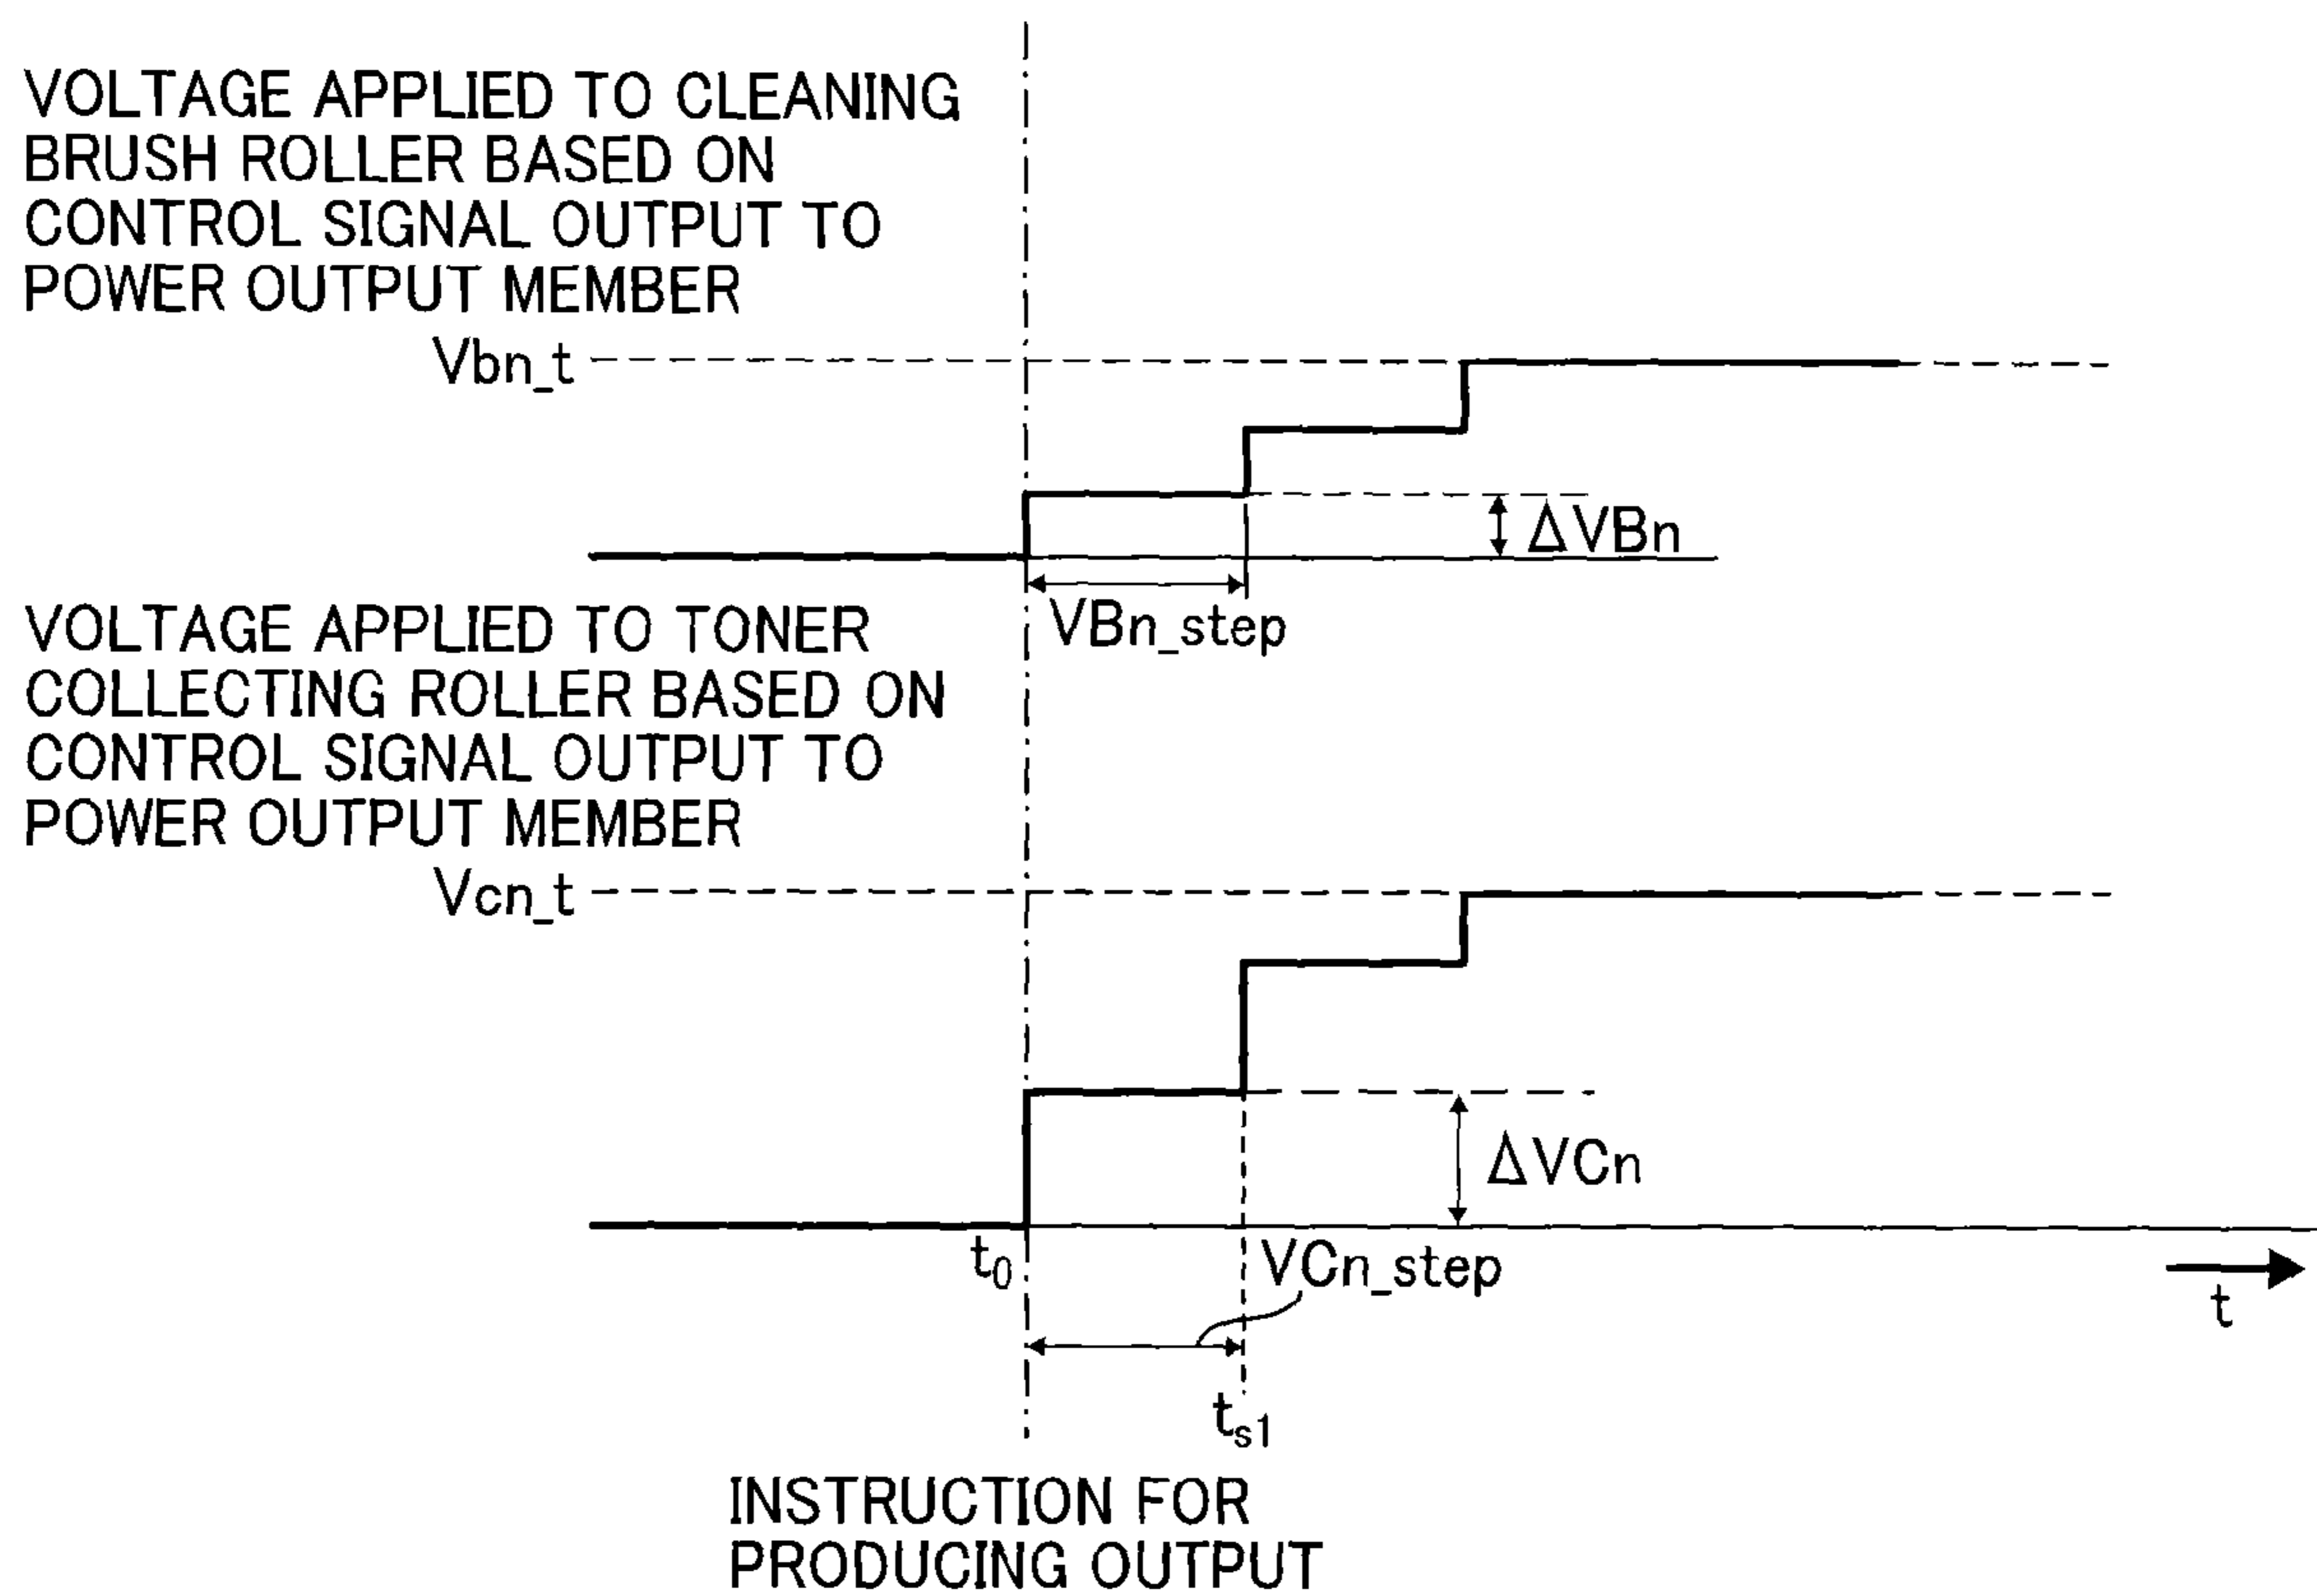 VOLTAGE APPLIED TO CLEANING
BRUSH ROLLER BASED ON
CONTROL SIGNAL OUTPUT TO
POWER OUTPUT MEMBER
Vbn_t
ΔVBn
VBn_step
VOLTAGE APPLIED TO TONER
COLLECTING ROLLER BASED ON
CONTROL SIGNAL OUTPUT TO
POWER OUTPUT MEMBER
Vcn_t
ΔVCn
t0
VCn_step
t
ts1
INSTRUCTION FOR
PRODUCING OUTPUT